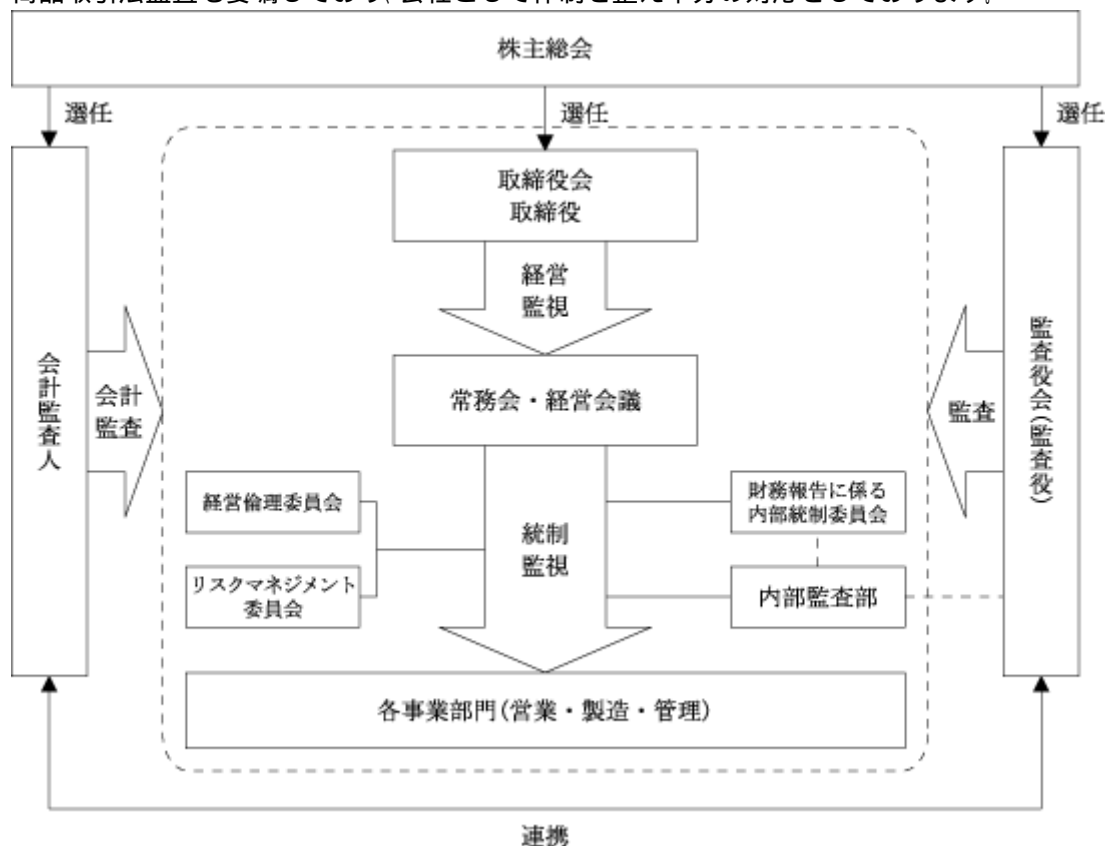 株主総会
選任
選任
選任
取締役会
取締役
経営
監視
会計監査人
会計
監査
常務会・経営会議
監査
監査役会(監査役)
経営倫理委員会
財務報告に係る
内部統制委員会
統制
監視
リスクマネジメント
委員会
内部監査部
各事業部門(営業・製造・管理)
連携